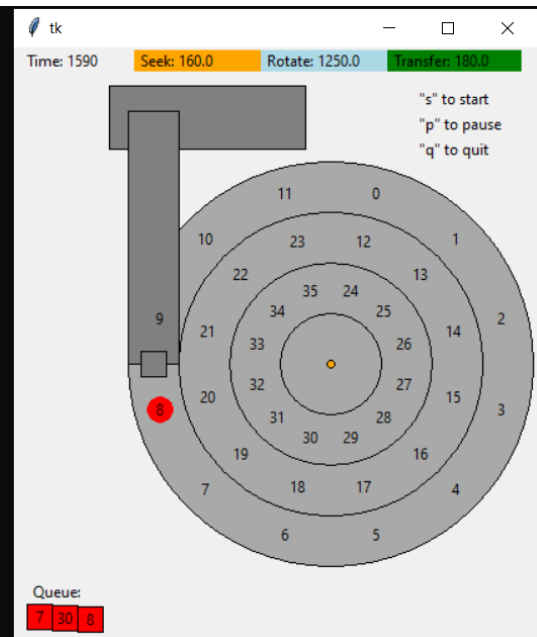 tk
Time: 1590 Seek: 160.0 Rotate: 1250.0 Transfer: 180.0
"s" to start
"p" to pause
"q" to quit
11 0
10 23 12 1
22 13
35 24
34 25
9 2
21 33 26 14
20 32 27 15
8 3
31 28
19 30 29 16
7 18 17 4
6 5
Queue:
7 30 8